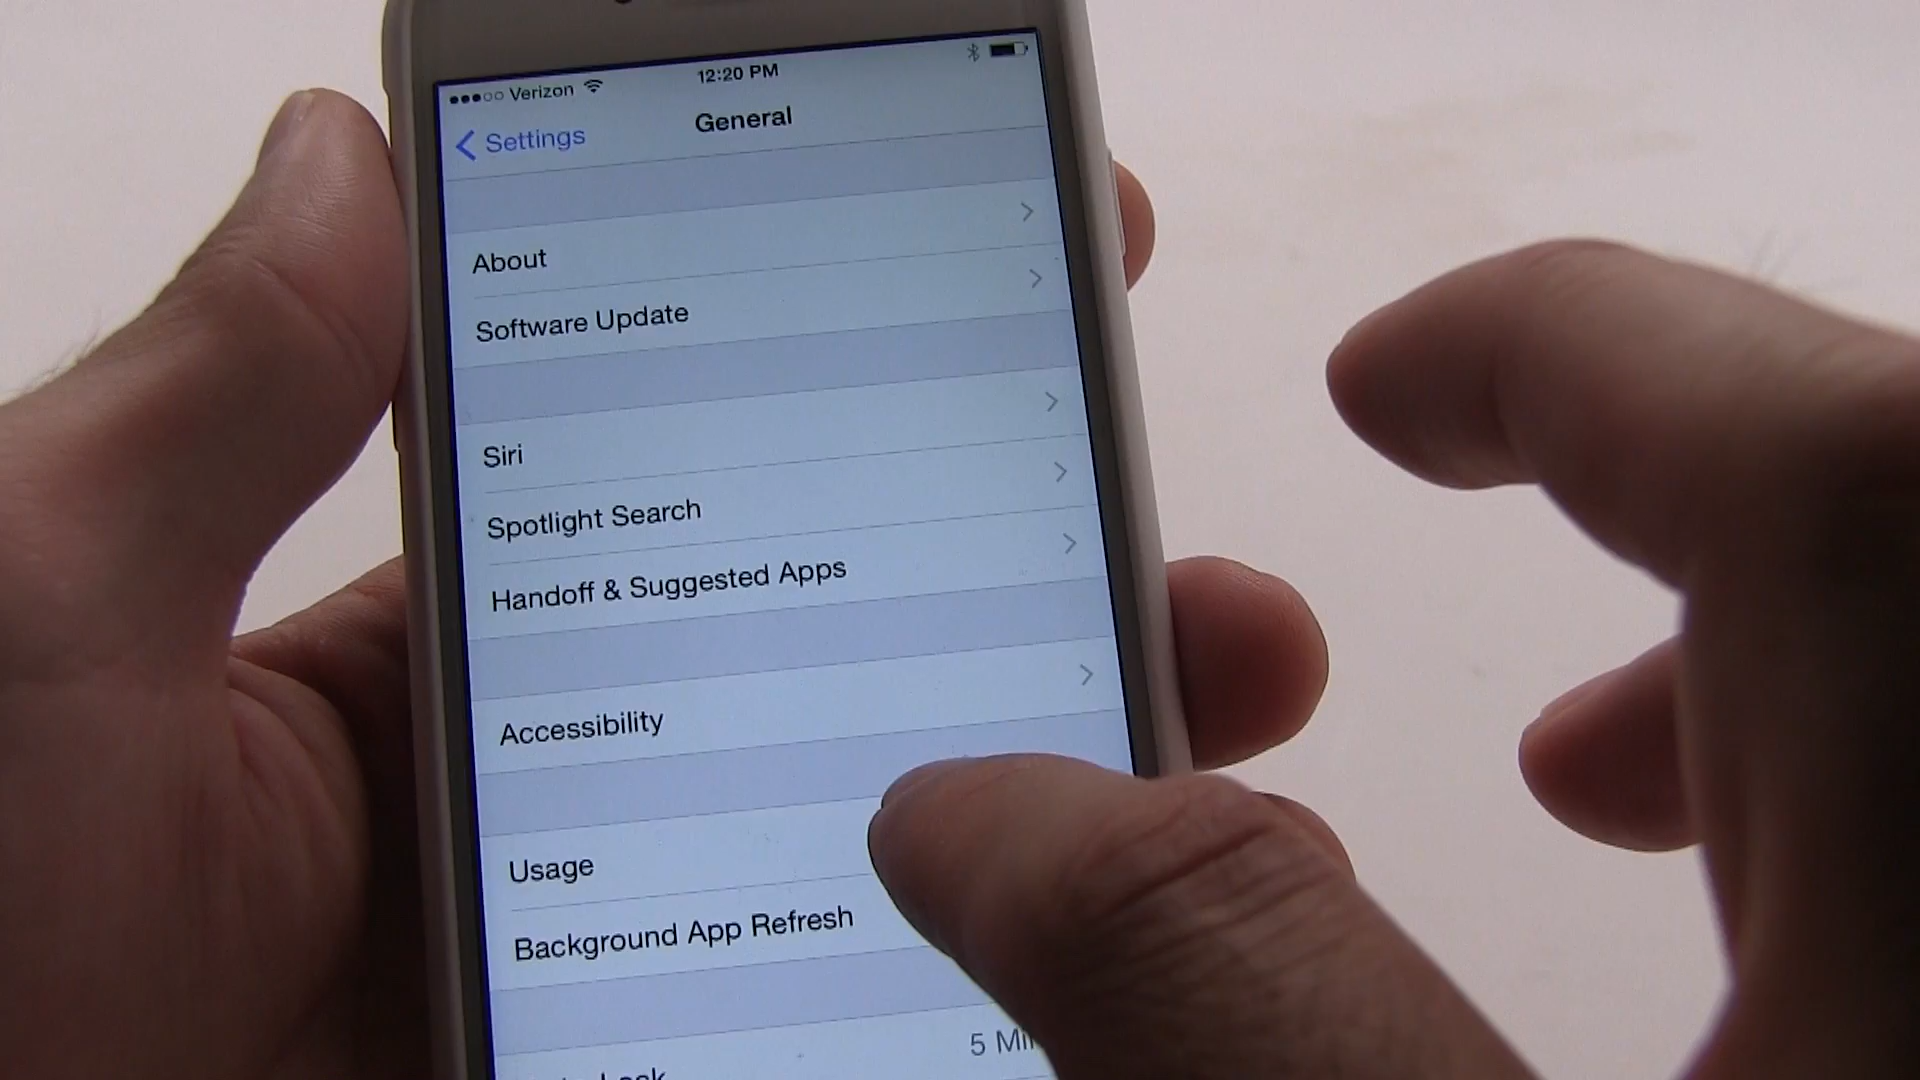 Verizon 12:20 PM
Settings General
About
Software Update
Siri
Spotlight Search
Handoff & Suggested Apps
Accessibility
Usage
Background App Refresh
5